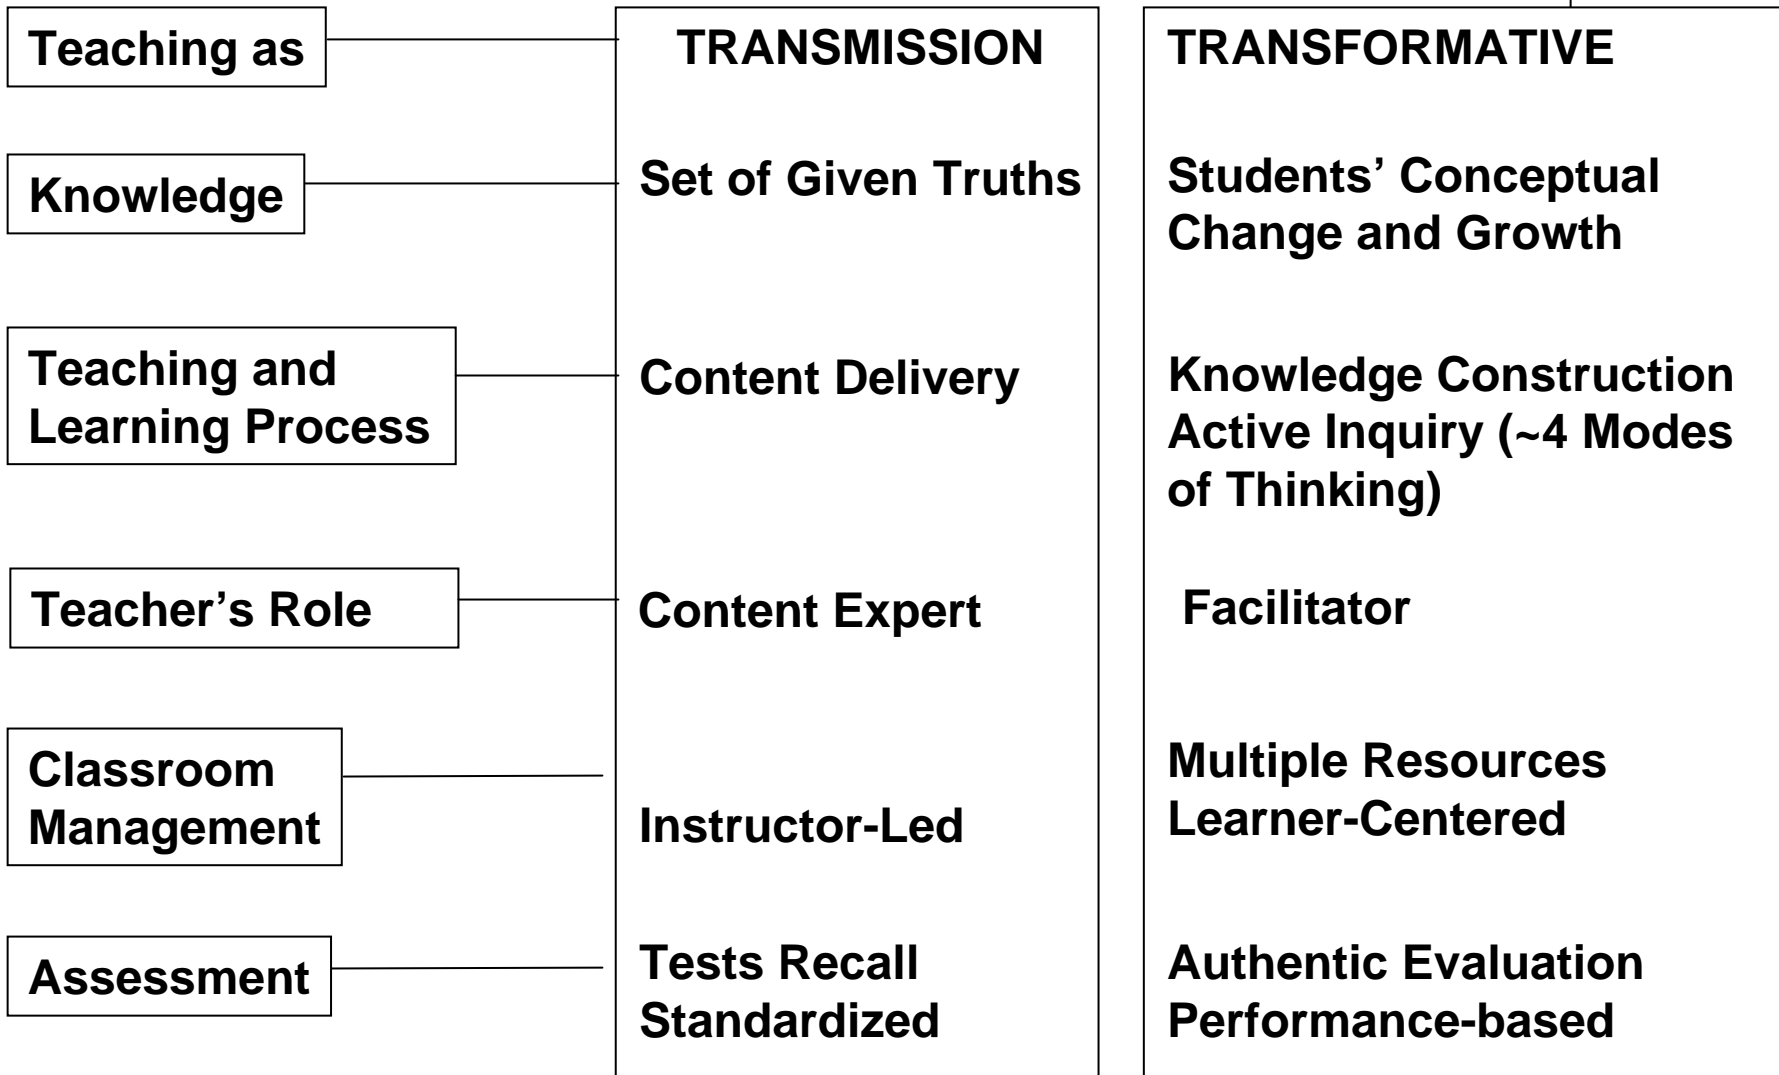 Teaching as
TRANSMISSION
TRANSFORMATIVE
Knowledge
Set of Given Truths
Students’ Conceptual
Change and Growth
Teaching and
Learning Process
Content Delivery
Knowledge Construction
Active Inquiry (~4 Modes
of Thinking)
Teacher’s Role
Content Expert
Facilitator
Classroom
Management
Instructor-Led
Multiple Resources
Learner-Centered
Assessment
Tests Recall
Standardized
Authentic Evaluation
Performance-based